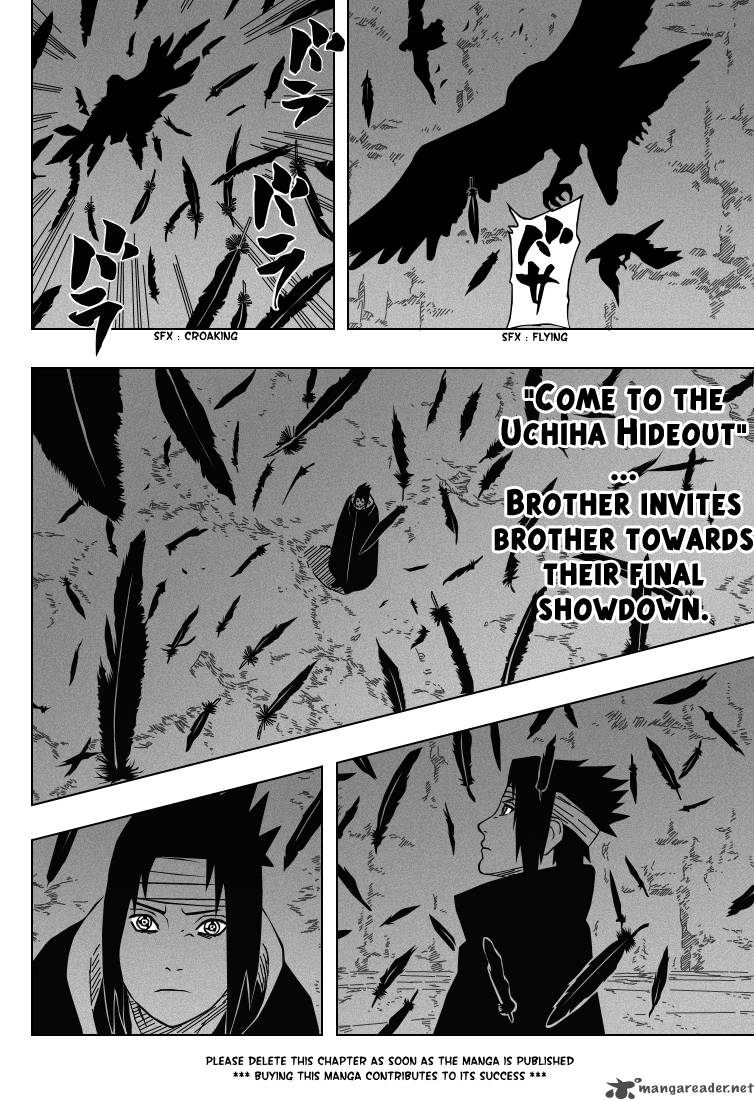 バサ
バラ
バラ
バラ
SFX : FLYING
SFX : CROAKING
"COME TO THE
UCHIHA HIDEOUT"
...
BROTHER INVITES
BROTHER TOWARDS
THEIR FINAL
SHOWDOWN.
PLEASE DELETE THIS CHAPTER AS SOON AS THE MANGA IS PUBLISHED
*** BUYING THIS MANGA CONTRIBUTES TO ITS SUCCESS ***
mangareader.net